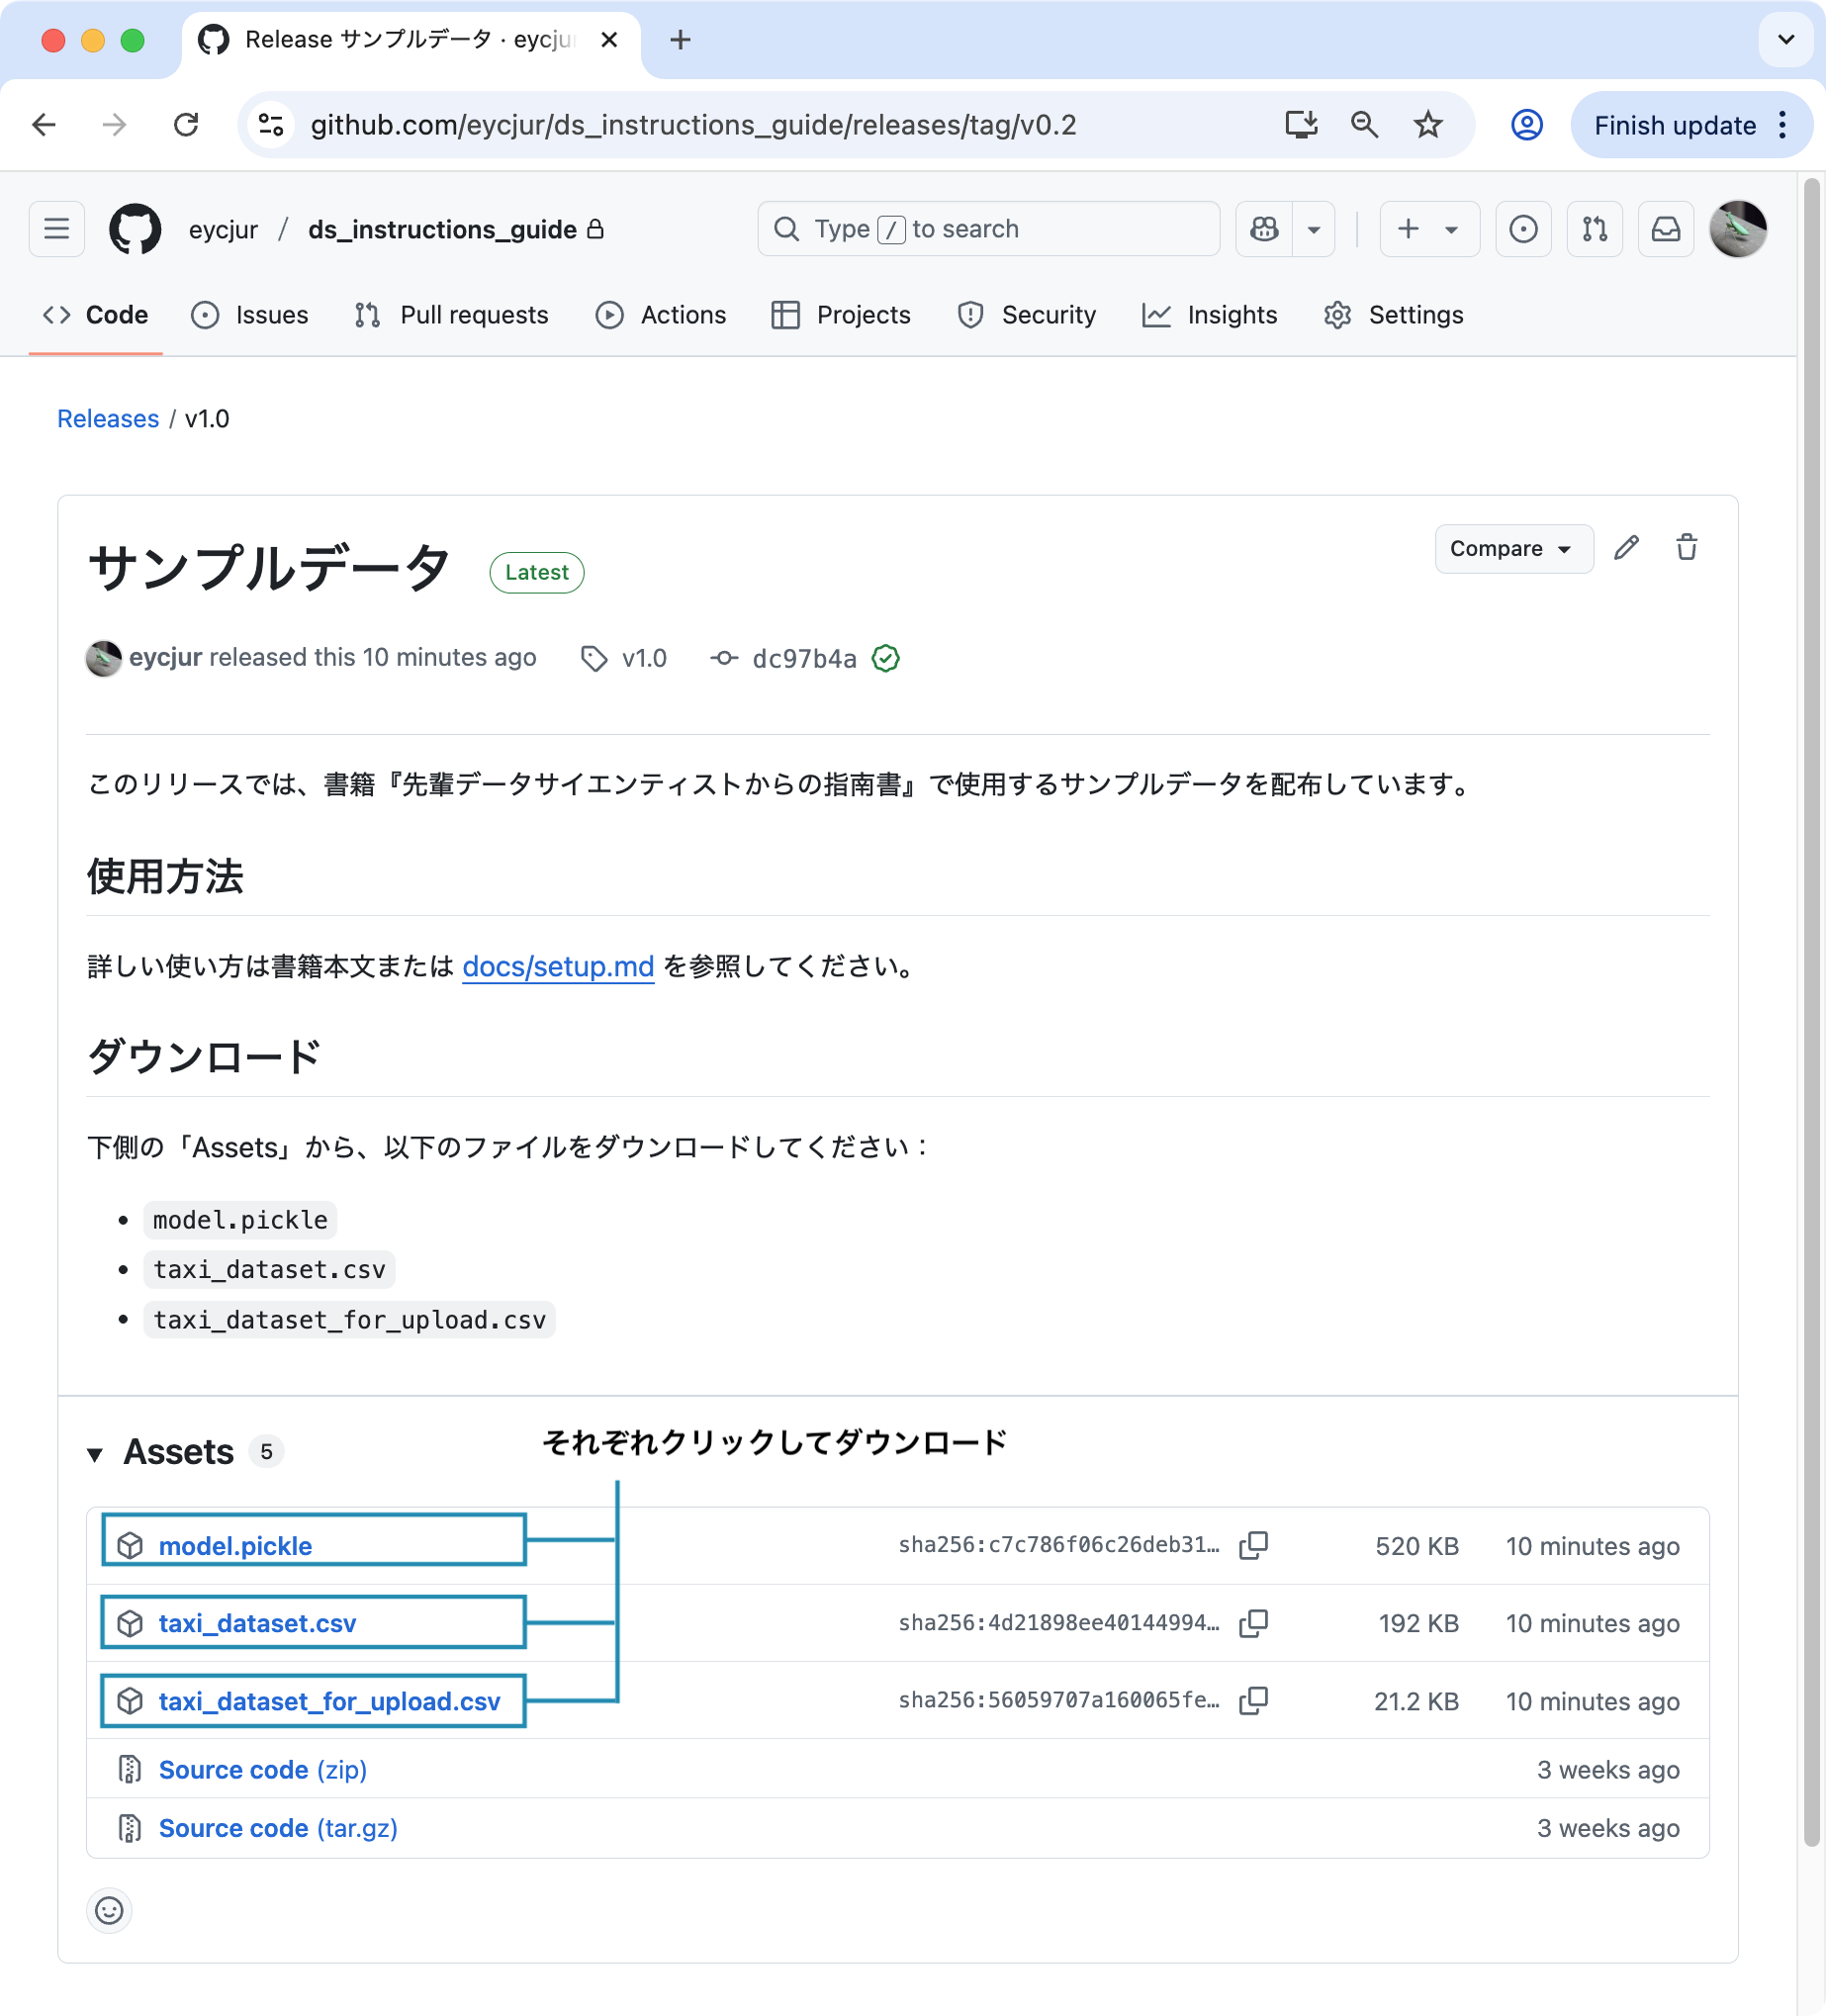 Release サンプルデータ · eycju
github.com/eycjur/ds_instructions_guide/releases/tag/v0.2
Finish update
eycjur / ds_instructions_guide
Type / to search
Code Issues Pull requests Actions Projects Security Insights Settings
Releases / v1.0
サンプルデータ Latest
Compare
eycjur released this 10 minutes ago v1.0 dc97b4a
このリリースでは、書籍『先輩データサイエンティストからの指南書』で使用するサンプルデータを配布しています。
使用方法
詳しい使い方は書籍本文または docs/setup.md を参照してください。
ダウンロード
下側の「Assets」から、以下のファイルをダウンロードしてください：
• model.pickle
• taxi_dataset.csv
• taxi_dataset_for_upload.csv
Assets 5
それぞれクリックしてダウンロード
model.pickle sha256:c7c786f06c26deb31… 520 KB 10 minutes ago
taxi_dataset.csv sha256:4d21898ee40144994… 192 KB 10 minutes ago
taxi_dataset_for_upload.csv sha256:56059707a160065fe… 21.2 KB 10 minutes ago
Source code (zip) 3 weeks ago
Source code (tar.gz) 3 weeks ago